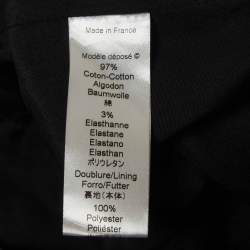 Made in France
Modèle déposé ©
97%
Coton-Cotton
Algodon
Baumwolle
綿
3%
Elasthanne
Elastane
Elastano
Elasthan
ポリウレタン
Doublure/Lining
Forro/Futter
裏地(本体)
100%
Polyester
Poliéster